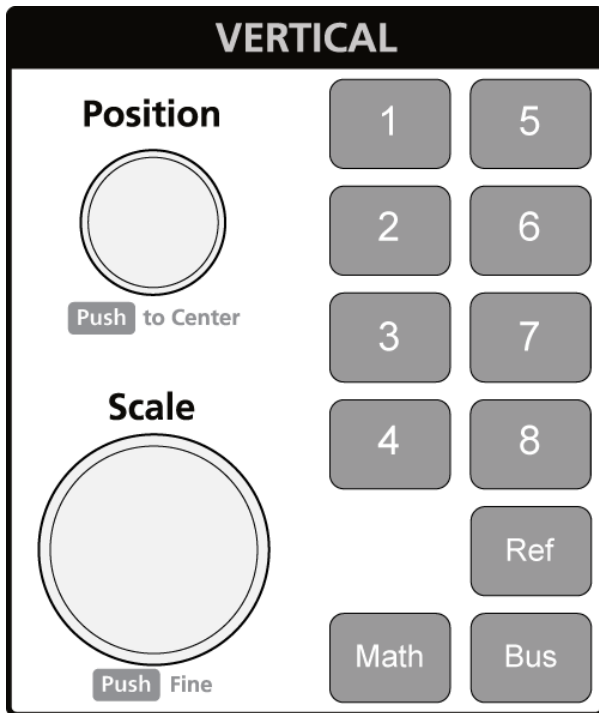 VERTICAL
Position
Push to Center
Scale
Push Fine
1 5
2 6
3 7
4 8
Ref
Math Bus